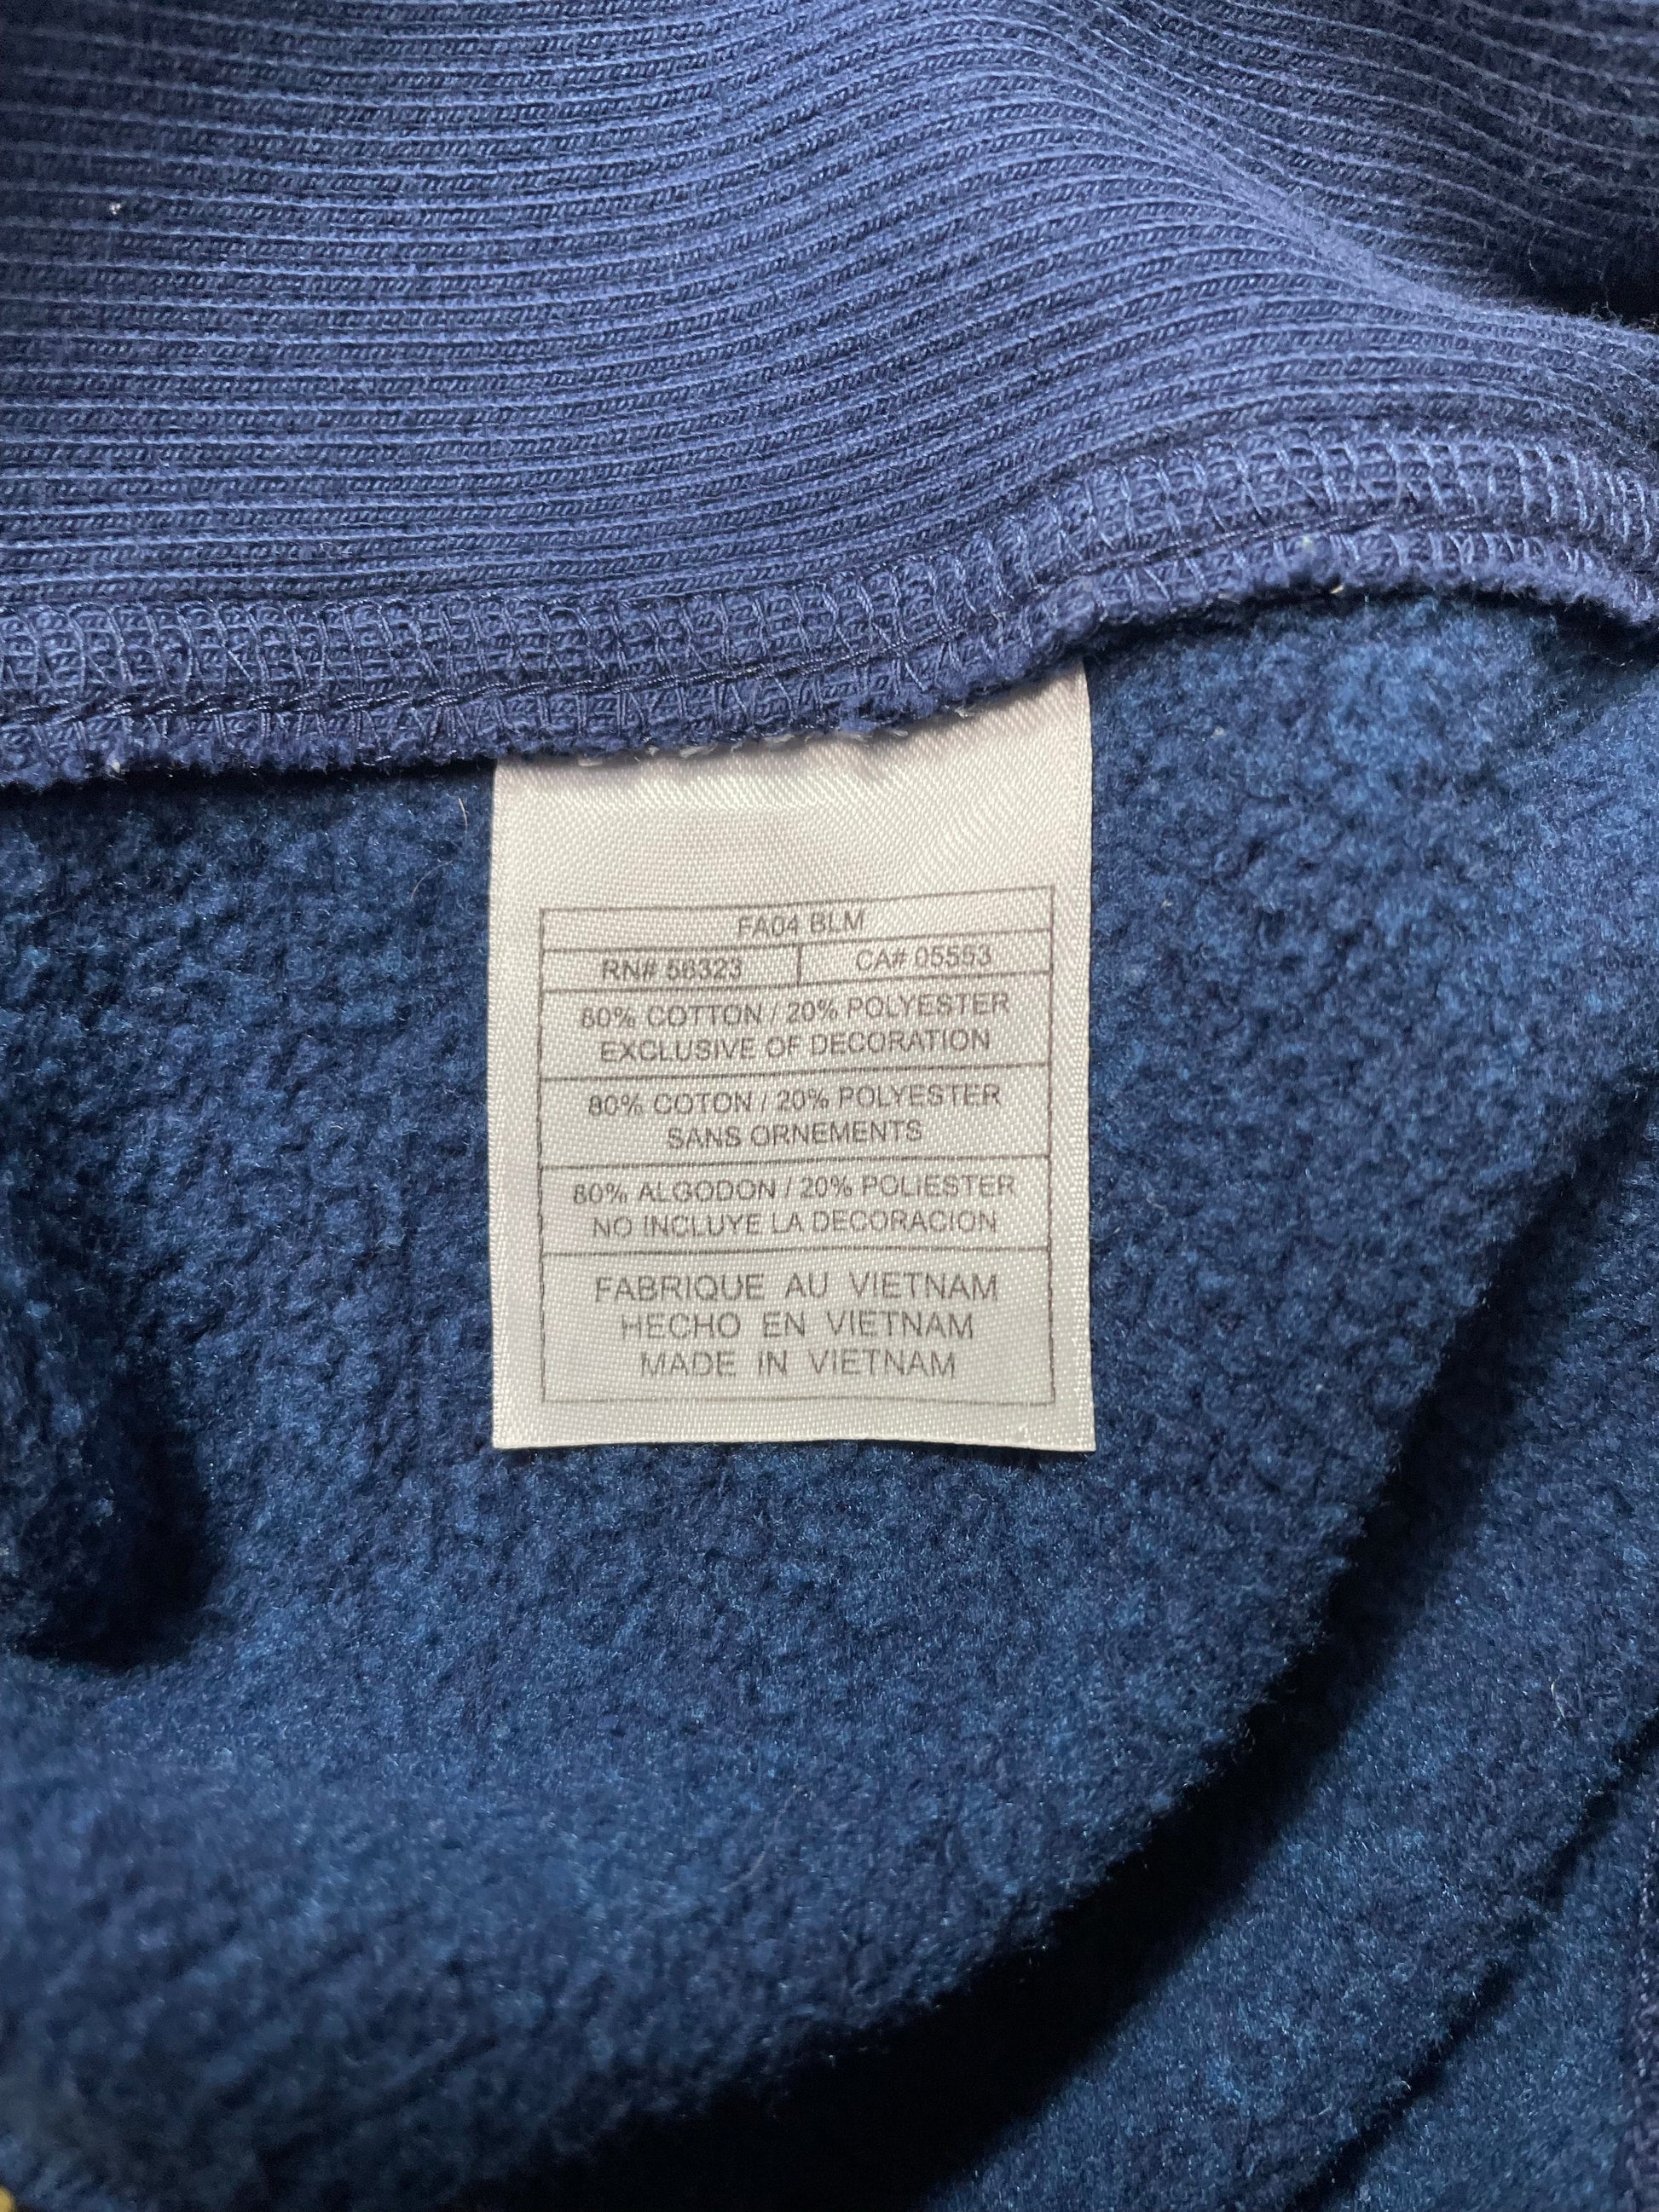 FA04 BLM
RN# 56323 CA# 05553
80% COTTON / 20% POLYESTER
EXCLUSIVE OF DECORATION
80% COTON / 20% POLYESTER
SANS ORNEMENTS
80% ALGODON / 20% POLIESTER
NO INCLUYE LA DECORACION
FABRIQUE AU VIETNAM
HECHO EN VIETNAM
MADE IN VIETNAM